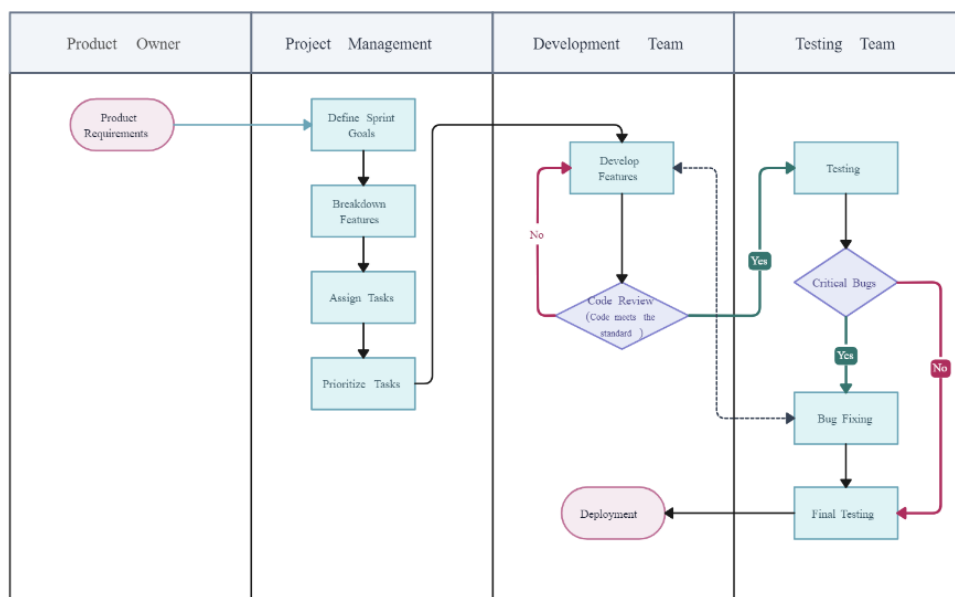 Product Owner
Project Management
Development Team
Testing Team
Product
Requirements
Define Sprint
Goals
Breakdown
Features
Assign Tasks
Prioritize Tasks
Develop
Features
No
Code Review
(Code meets the
standard )
Yes
Testing
Critical Bugs
Yes
No
Bug Fixing
Final Testing
Deployment